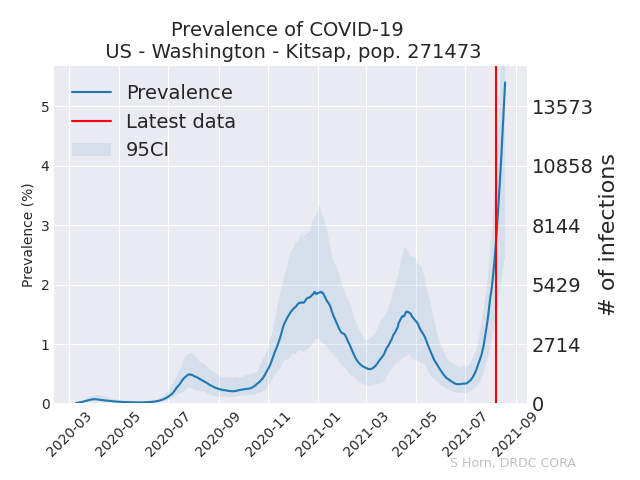 Prevalence of COVID-19
US - Washington - Kitsap, pop. 271473
Prevalence
Latest data
95CI
Prevalence (%)
5
4
3
2
1
0
13573
10858
8144
5429
2714
0
# of infections
2020-03
2020-05
2020-07
2020-09
2020-11
2021-01
2021-03
2021-05
2021-07
2021-09
S Horn, DRDC CORA